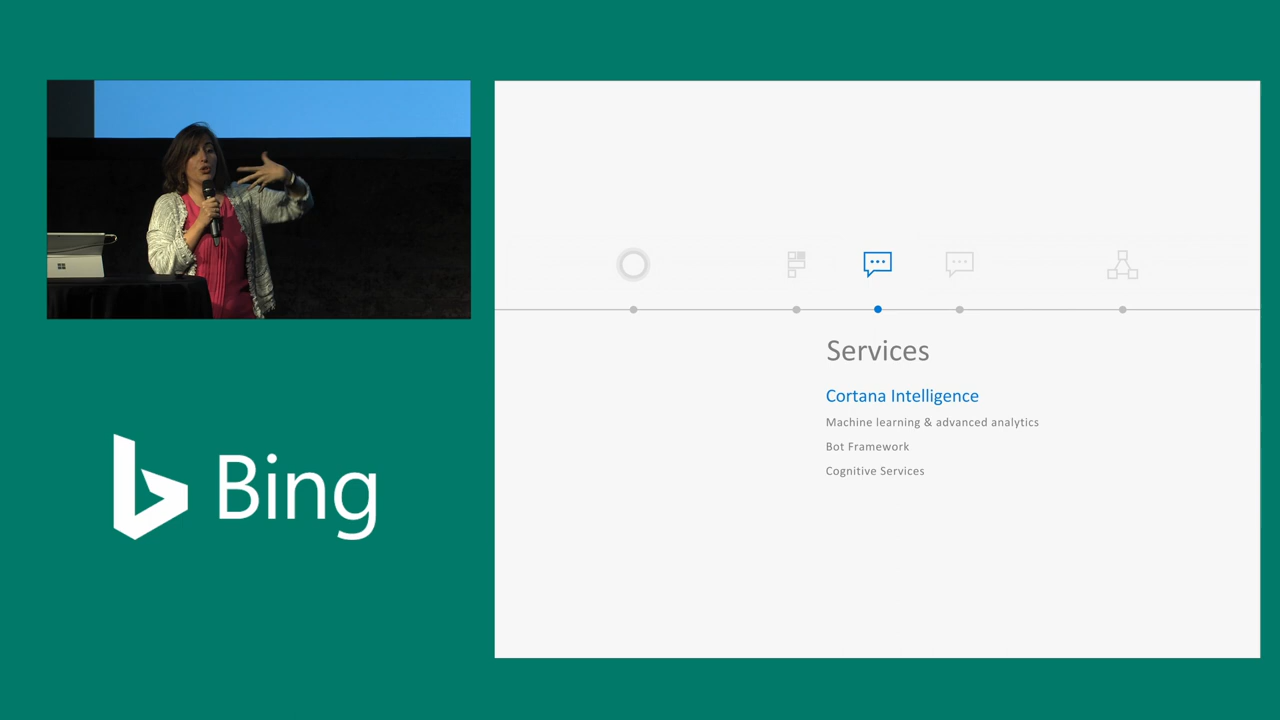 Services
Cortana Intelligence
Machine learning & advanced analytics
Bot Framework
Cognitive Services
Bing